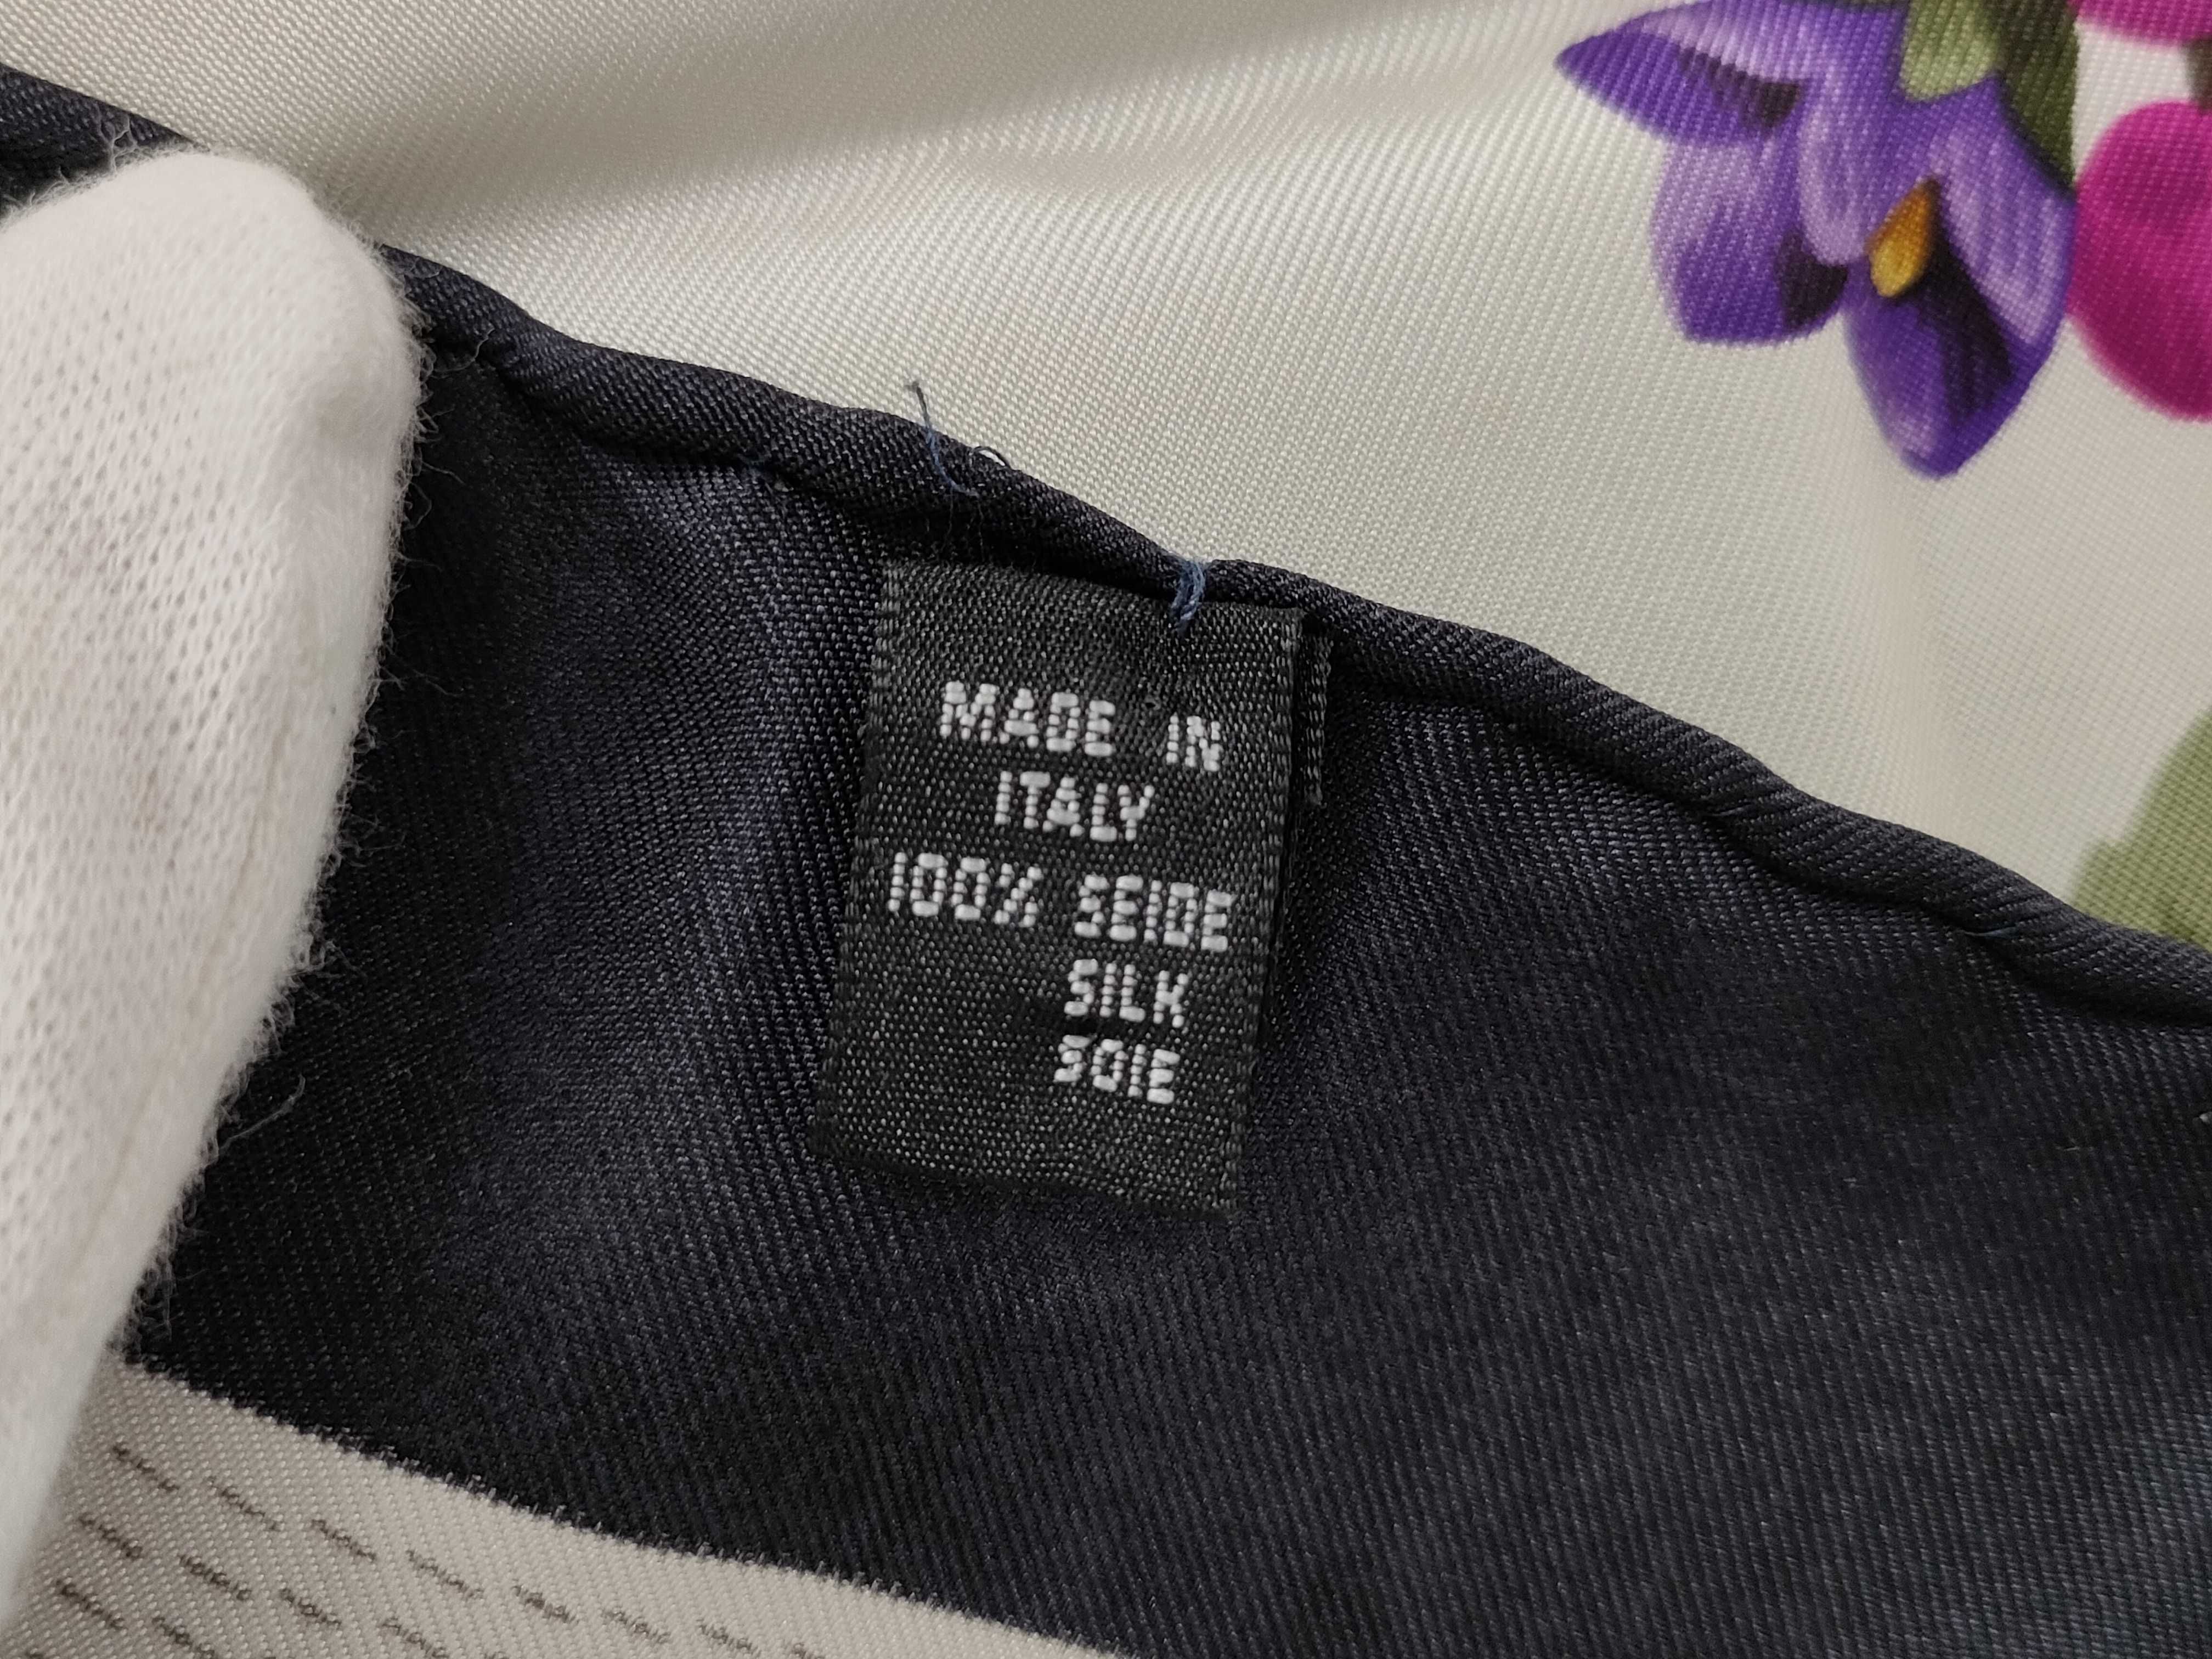 MADE IN
ITALY
100% SEIDE
SILK
SOIE